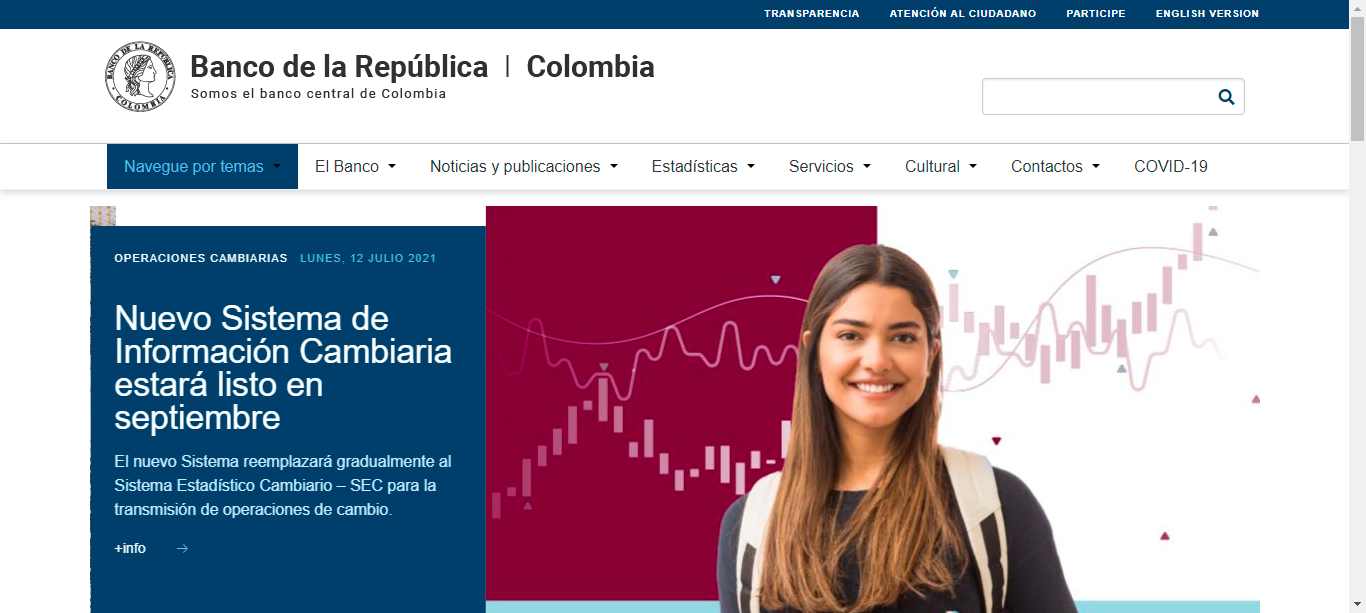 TRANSPARENCIA ATENCIÓN AL CIUDADANO PARTICIPE ENGLISH VERSION
BANCO DE LA REPÚBLICA
COLOMBIA
Banco de la República | Colombia
Somos el banco central de Colombia
Navegue por temas El Banco Noticias y publicaciones Estadísticas Servicios Cultural Contactos COVID-19
OPERACIONES CAMBIARIAS LUNES, 12 JULIO 2021
Nuevo Sistema de
Información Cambiaria
estará listo en
septiembre
El nuevo Sistema reemplazará gradualmente al
Sistema Estadístico Cambiario – SEC para la
transmisión de operaciones de cambio.
+info